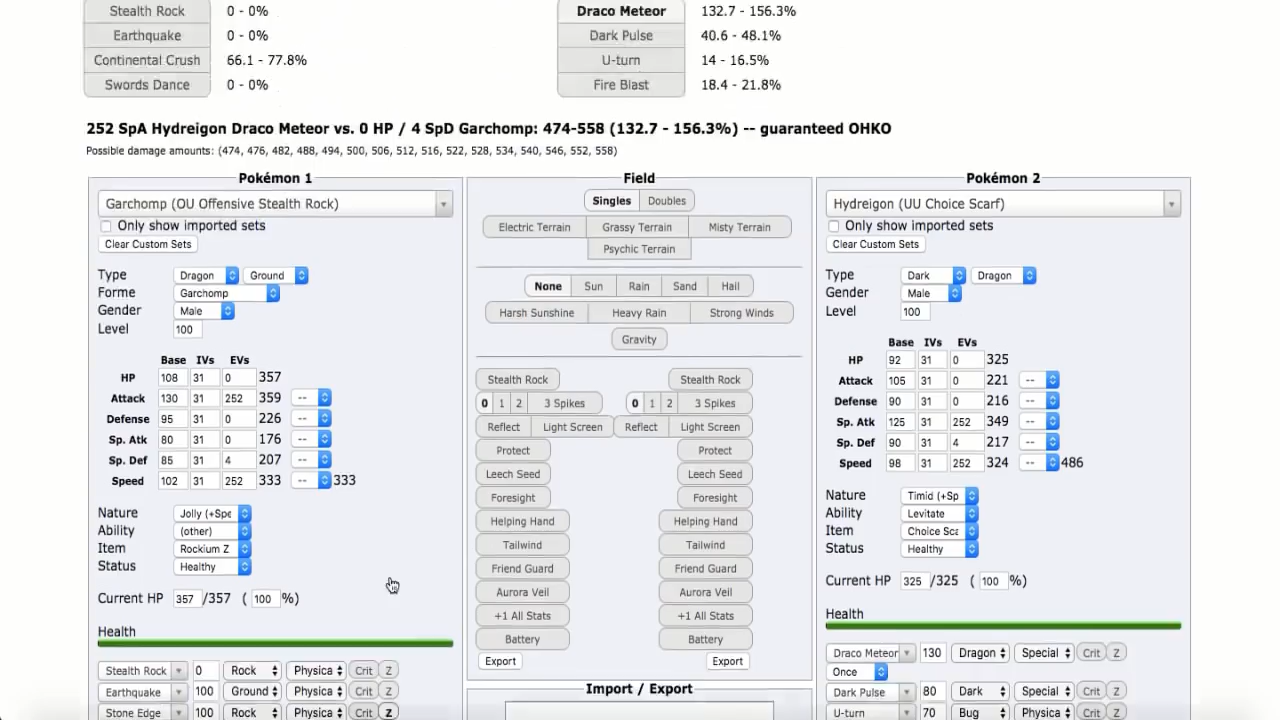 Stealth Rock 0 - 0% Draco Meteor 132.7 - 156.3%
Earthquake 0 - 0% Dark Pulse 40.6 - 48.1%
Continental Crush 66.1 - 77.8% U-turn 14 - 16.5%
Swords Dance 0 - 0% Fire Blast 18.4 - 21.8%
252 SpA Hydreigon Draco Meteor vs. 0 HP / 4 SpD Garchomp: 474-558 (132.7 - 156.3%) -- guaranteed OHKO
Possible damage amounts: (474, 476, 482, 488, 494, 500, 506, 512, 516, 522, 528, 534, 540, 546, 552, 558)
Pokémon 1
Garchomp (OU Offensive Stealth Rock)
Only show imported sets
Clear Custom Sets
Type Dragon Ground
Forme Garchomp
Gender Male
Level 100
Base IVs EVs
HP 108 31 0 357
Attack 130 31 252 359 --
Defense 95 31 0 226 --
Sp. Atk 80 31 0 176 --
Sp. Def 85 31 4 207 --
Speed 102 31 252 333 -- 333
Nature Jolly (+Spe
Ability (other)
Item Rockium Z
Status Healthy
Current HP 357 /357 ( 100 %)
Health
Stealth Rock 0 Rock Physica Crit Z
Earthquake 100 Ground Physica Crit Z
Stone Edge 100 Rock Physica Crit Z
Field
Singles Doubles
Electric Terrain Grassy Terrain Misty Terrain
Psychic Terrain
None Sun Rain Sand Hail
Harsh Sunshine Heavy Rain Strong Winds
Gravity
Stealth Rock Stealth Rock
0 1 2 3 Spikes 0 1 2 3 Spikes
Reflect Light Screen Reflect Light Screen
Protect Protect
Leech Seed Leech Seed
Foresight Foresight
Helping Hand Helping Hand
Tailwind Tailwind
Friend Guard Friend Guard
Aurora Veil Aurora Veil
+1 All Stats +1 All Stats
Battery Battery
Export Export
Import / Export
Pokémon 2
Hydreigon (UU Choice Scarf)
Only show imported sets
Clear Custom Sets
Type Dark Dragon
Gender Male
Level 100
Base IVs EVs
HP 92 31 0 325
Attack 105 31 0 221 --
Defense 90 31 0 216 --
Sp. Atk 125 31 252 349 --
Sp. Def 90 31 4 217 --
Speed 98 31 252 324 -- 486
Nature Timid (+Sp
Ability Levitate
Item Choice Sca
Status Healthy
Current HP 325 /325 ( 100 %)
Health
Draco Meteor 130 Dragon Special Crit Z
Once
Dark Pulse 80 Dark Special Crit Z
U-turn 70 Bug Physica Crit Z